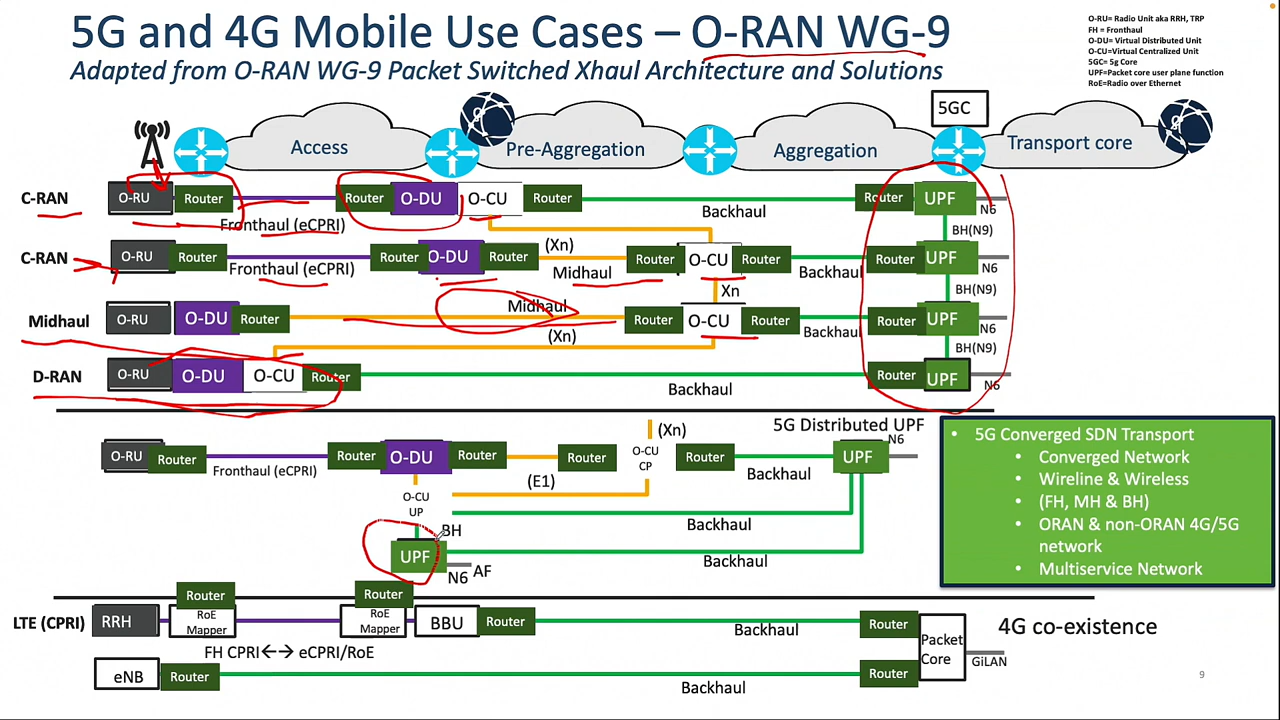 5G and 4G Mobile Use Cases – O-RAN WG-9
Adapted from O-RAN WG-9 Packet Switched Xhaul Architecture and Solutions
O-RU= Radio Unit aka RRH, TRP
FH = Fronthaul
O-DU= Virtual Distributed Unit
O-CU=Virtual Centralized Unit
5GC= 5g Core
UPF=Packet core user plane function
RoE=Radio over Ethernet
5GC
Access
Pre-Aggregation
Aggregation
Transport core
C-RAN
O-RU
Router
Fronthaul (eCPRI)
Router
O-DU
O-CU
Router
Backhaul
Router
UPF
N6
BH(N9)
C-RAN
O-RU
Router
Fronthaul (eCPRI)
Router
O-DU
Router
(Xn)
Midhaul
Router
O-CU
Router
Backhaul
Router
UPF
N6
Xn
BH(N9)
Midhaul
O-RU
O-DU
Router
Midhaul
(Xn)
Router
O-CU
Router
Backhaul
Router
UPF
N6
BH(N9)
D-RAN
O-RU
O-DU
O-CU
Router
Backhaul
Router
UPF
N6
5G Distributed UPF
O-RU
Router
Fronthaul (eCPRI)
Router
O-DU
Router
(E1)
Router
(Xn)
O-CU
CP
Router
Backhaul
UPF
N6
O-CU
UP
Backhaul
BH
UPF
N6
AF
Backhaul
• 5G Converged SDN Transport
• Converged Network
• Wireline & Wireless
• (FH, MH & BH)
• ORAN & non-ORAN 4G/5G
network
• Multiservice Network
LTE (CPRI)
RRH
Router
RoE
Mapper
Router
RoE
Mapper
BBU
Router
Backhaul
Router
Packet
Core
4G co-existence
FH CPRI←→ eCPRI/RoE
GiLAN
eNB
Router
Backhaul
Router
9